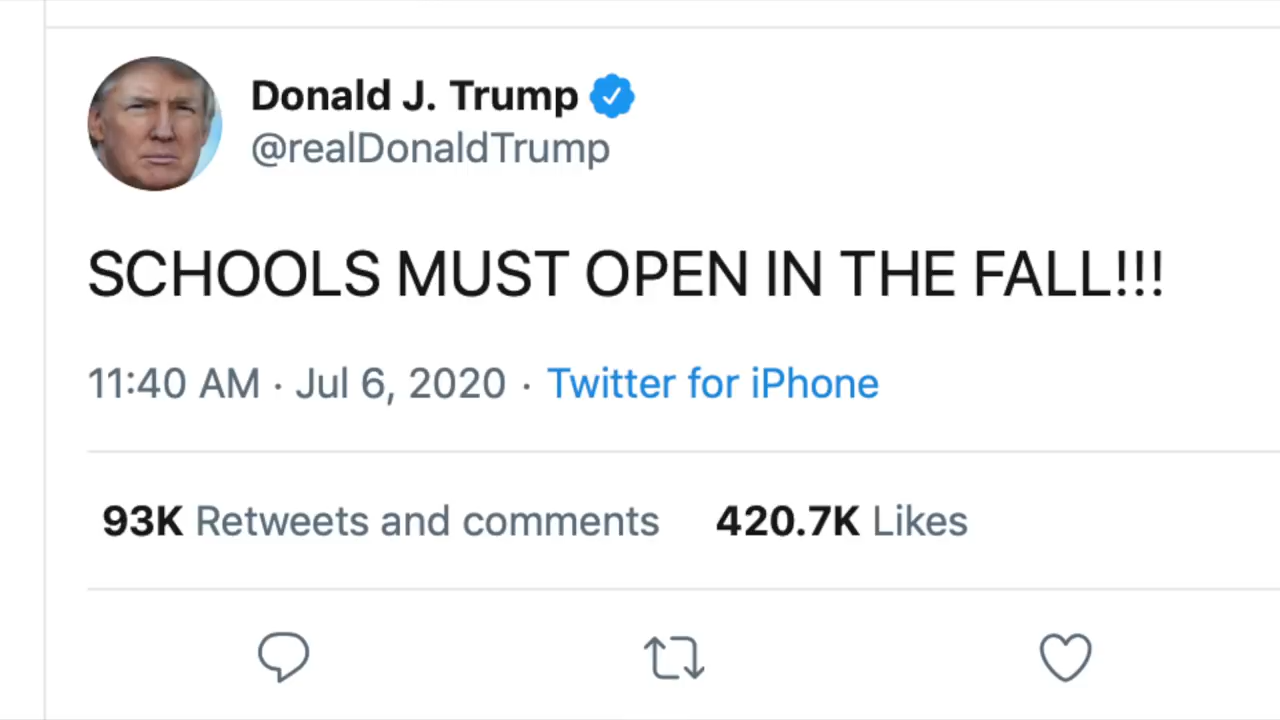 Donald J. Trump
@realDonaldTrump
SCHOOLS MUST OPEN IN THE FALL!!!
11:40 AM · Jul 6, 2020 · Twitter for iPhone
93K Retweets and comments 420.7K Likes